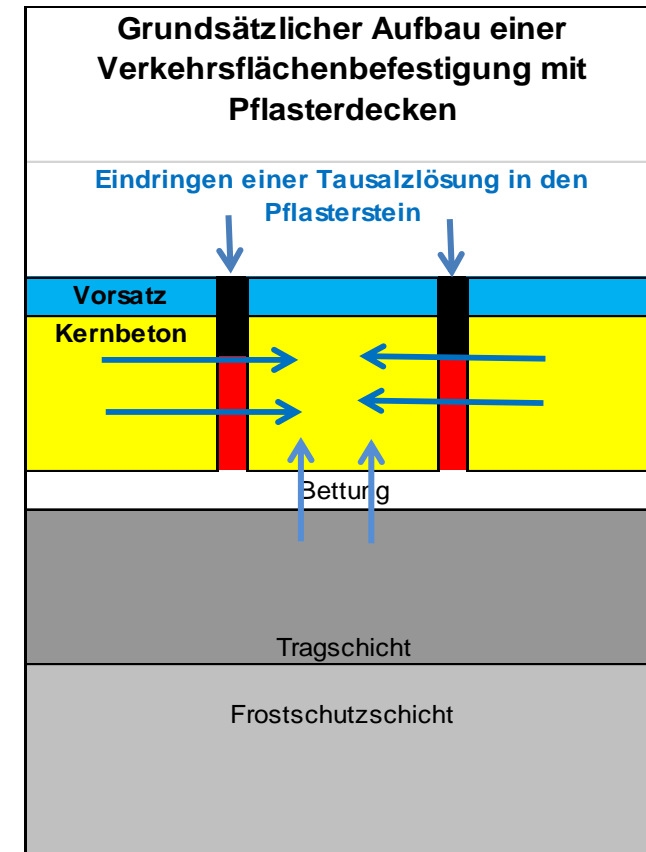 Grundsätzlicher Aufbau einer
Verkehrsflächenbefestigung mit
Pflasterdecken
Eindringen einer Tausalzlösung in den
Pflasterstein
Vorsatz
Kernbeton
Bettung
Tragschicht
Frostschutzschicht